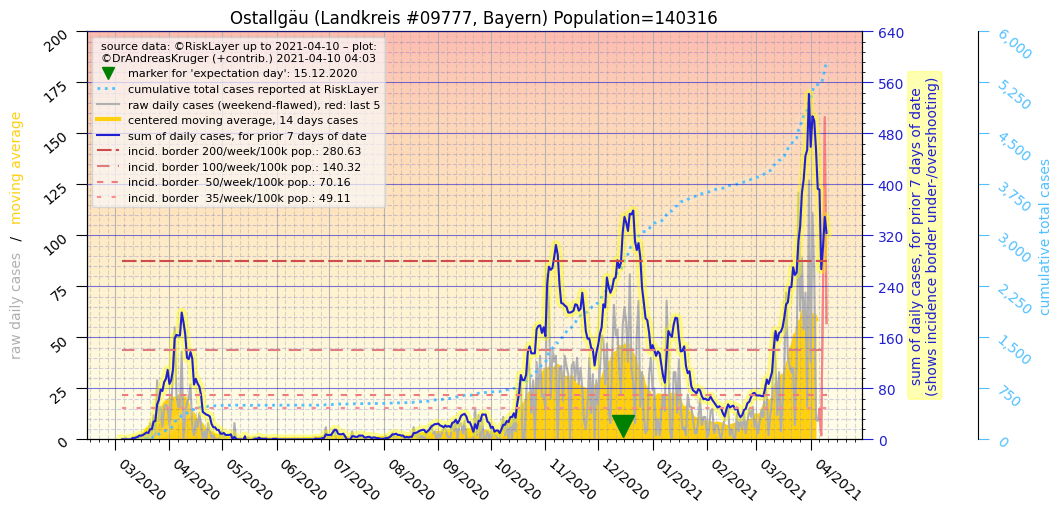 Ostallgäu (Landkreis #09777, Bayern) Population=140316
source data: ©RiskLayer up to 2021-04-10 – plot:
©DrAndreasKruger (+contrib.) 2021-04-10 04:03
marker for 'expectation day': 15.12.2020
cumulative total cases reported at RiskLayer
raw daily cases (weekend-flawed), red: last 5
centered moving average, 14 days cases
sum of daily cases, for prior 7 days of date
incid. border 200/week/100k pop.: 280.63
incid. border 100/week/100k pop.: 140.32
incid. border  50/week/100k pop.: 70.16
incid. border  35/week/100k pop.: 49.11
raw daily cases / moving average
200
175
150
125
100
75
50
25
0
03/2020
04/2020
05/2020
06/2020
07/2020
08/2020
09/2020
10/2020
11/2020
12/2020
01/2021
02/2021
03/2021
04/2021
640
560
480
400
320
240
160
80
0
sum of daily cases, for prior 7 days of date
(shows incidence border under-/overshooting)
6,000
5,250
4,500
3,750
3,000
2,250
1,500
750
0
cumulative total cases